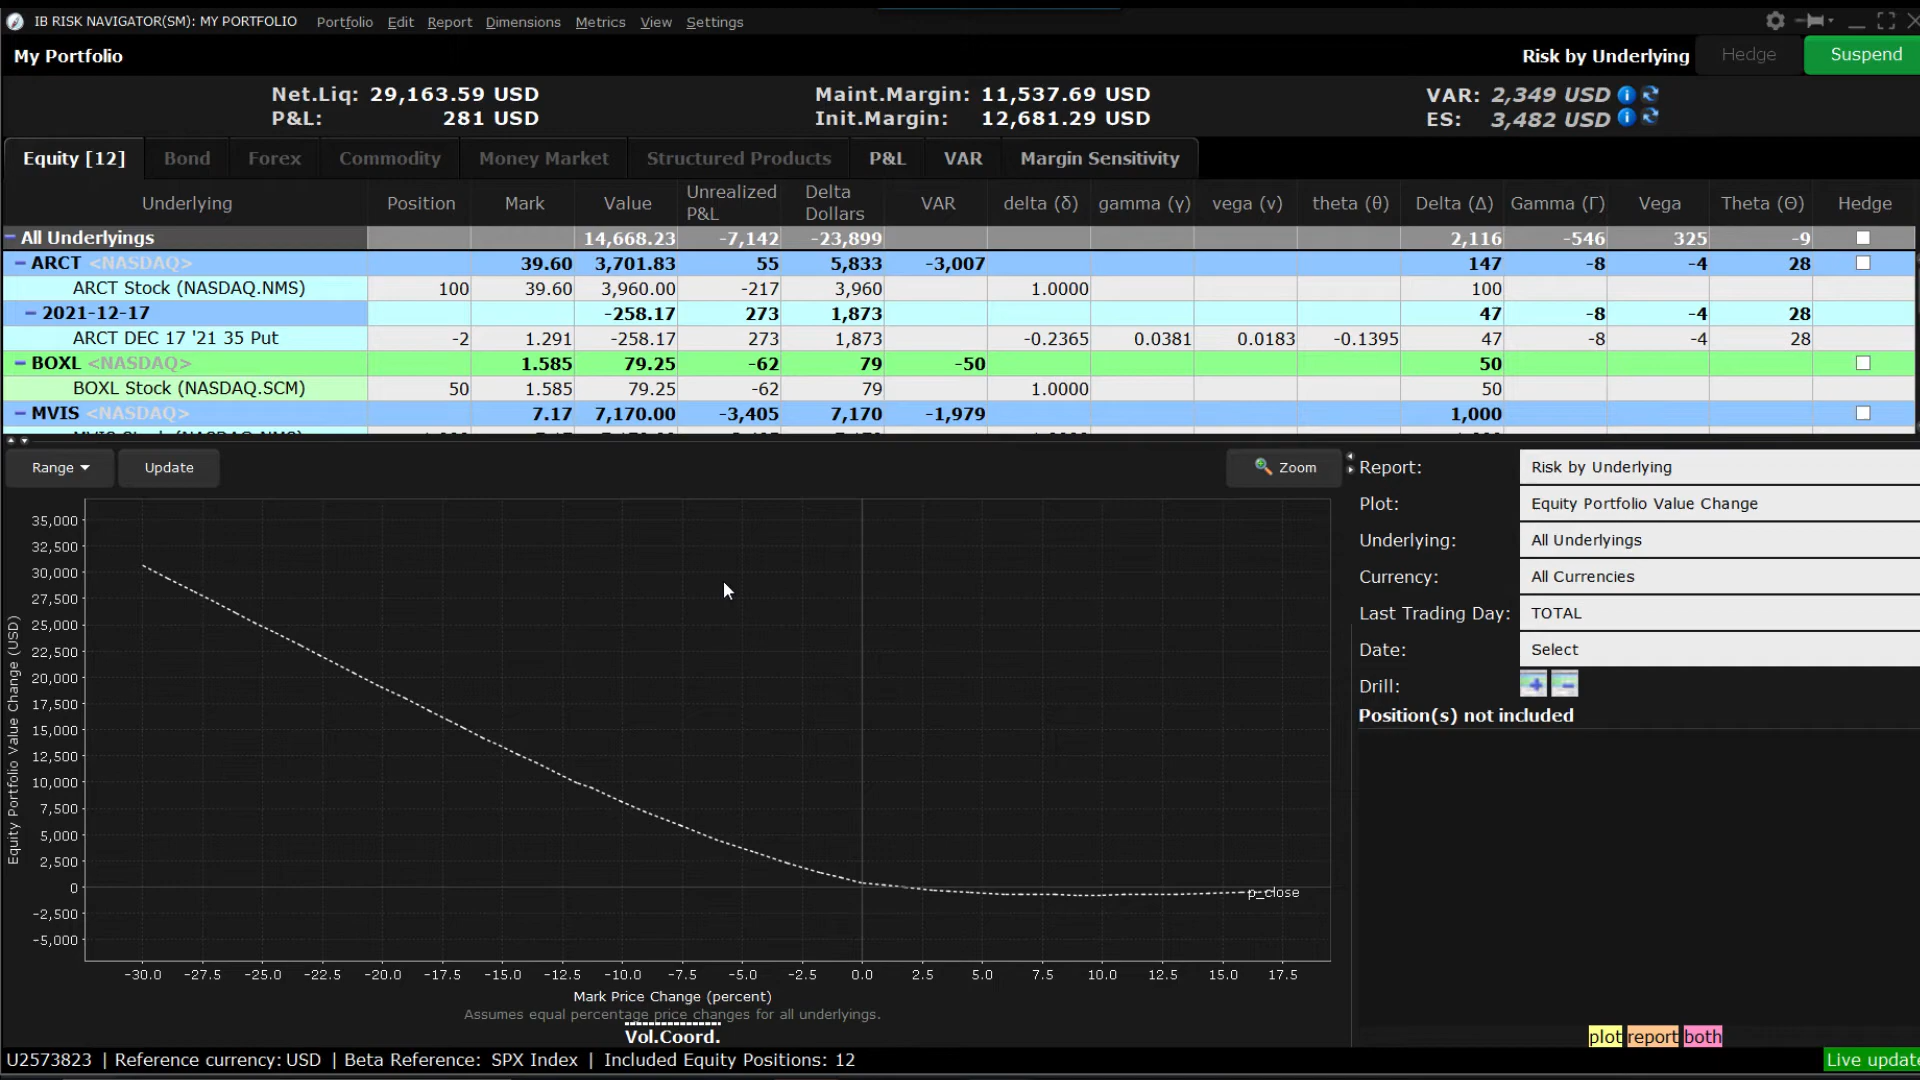 IB RISK NAVIGATOR(SM): MY PORTFOLIO Portfolio Edit Report Dimensions Metrics View Settings
My Portfolio Risk by Underlying Hedge Suspend
Net.Liq: 29,163.59 USD Maint.Margin: 11,537.69 USD VAR: 2,349 USD
P&L: 281 USD Init.Margin: 12,681.29 USD ES: 3,482 USD
Equity [12] Bond Forex Commodity Money Market Structured Products P&L VAR Margin Sensitivity
Underlying Position Mark Value Unrealized P&L Delta Dollars VAR delta (δ) gamma (γ) vega (v) theta (θ) Delta (Δ) Gamma (Γ) Vega Theta (Θ) Hedge
All Underlyings 14,668.23 -7,142 -23,899 2,116 -546 325 -9
ARCT <NASDAQ> 39.60 3,701.83 55 5,833 -3,007 147 -8 -4 28
ARCT Stock (NASDAQ.NMS) 100 39.60 3,960.00 -217 3,960 1.0000 100
2021-12-17 -258.17 273 1,873 47 -8 -4 28
ARCT DEC 17 '21 35 Put -2 1.291 -258.17 273 1,873 -0.2365 0.0381 0.0183 -0.1395 47 -8 -4 28
BOXL <NASDAQ> 1.585 79.25 -62 79 -50 50
BOXL Stock (NASDAQ.SCM) 50 1.585 79.25 -62 79 1.0000 50
MVIS <NASDAQ> 7.17 7,170.00 -3,405 7,170 -1,979 1,000
Range Update Zoom
Report: Risk by Underlying
Plot: Equity Portfolio Value Change
Underlying: All Underlyings
Currency: All Currencies
Last Trading Day: TOTAL
Date: Select
Drill:
Position(s) not included
Equity Portfolio Value Change (USD)
35,000
32,500
30,000
27,500
25,000
22,500
20,000
17,500
15,000
12,500
10,000
7,500
5,000
2,500
0
-2,500
-5,000
p_close
-30.0 -27.5 -25.0 -22.5 -20.0 -17.5 -15.0 -12.5 -10.0 -7.5 -5.0 -2.5 0.0 2.5 5.0 7.5 10.0 12.5 15.0 17.5
Mark Price Change (percent)
Assumes equal percentage price changes for all underlyings.
Vol.Coord.
plot report both
U2573823 | Reference currency: USD | Beta Reference: SPX Index | Included Equity Positions: 12 Live update